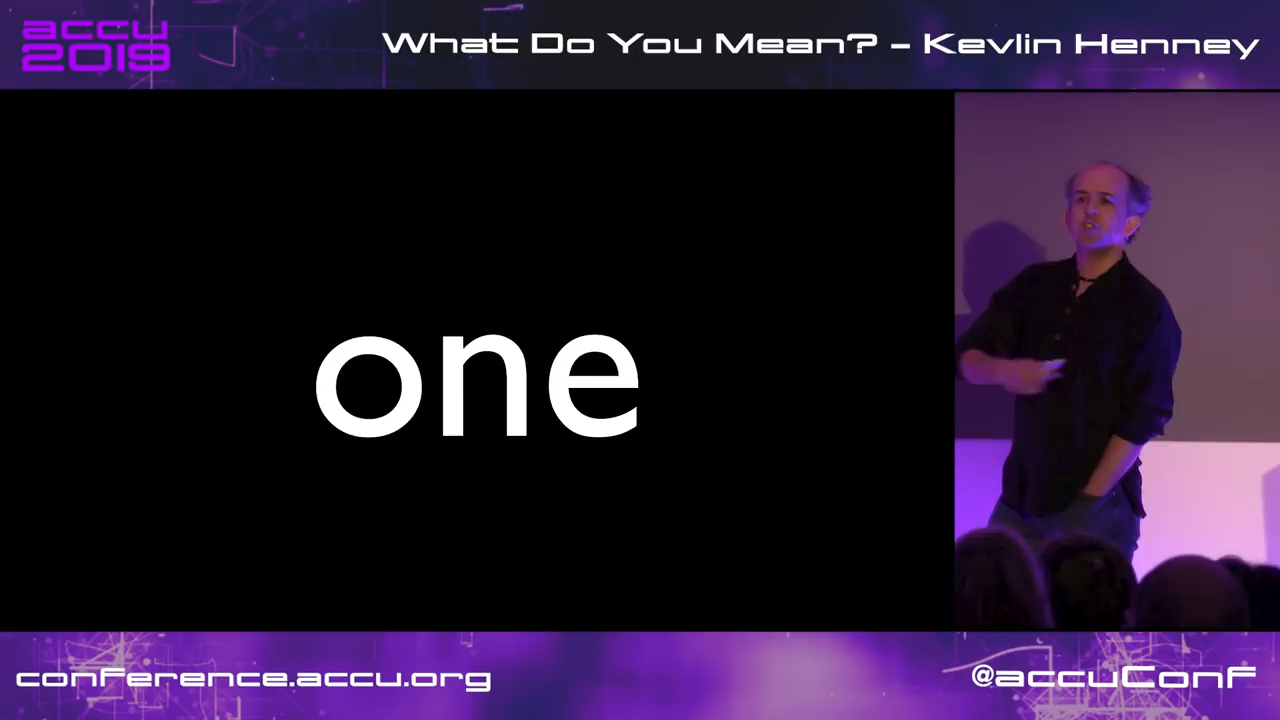 accu
2019
What Do You Mean? – Kevlin Henney
one
conference.accu.org
@accuConf